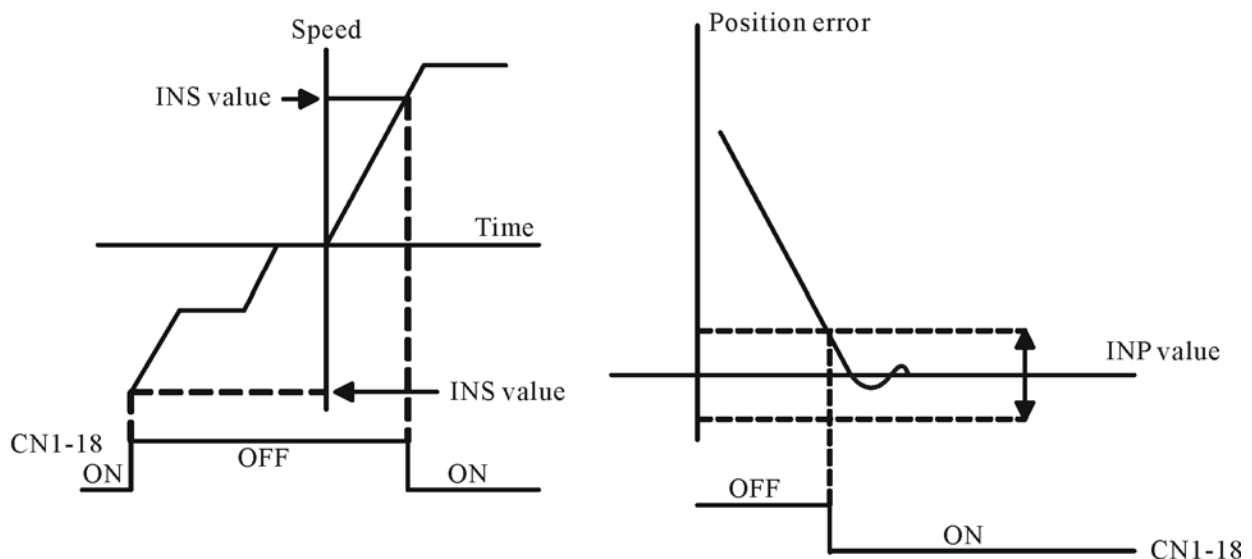 Speed
INS value
Time
INS value
CN1-18
ON
OFF
ON
Position error
INP value
OFF
ON
CN1-18